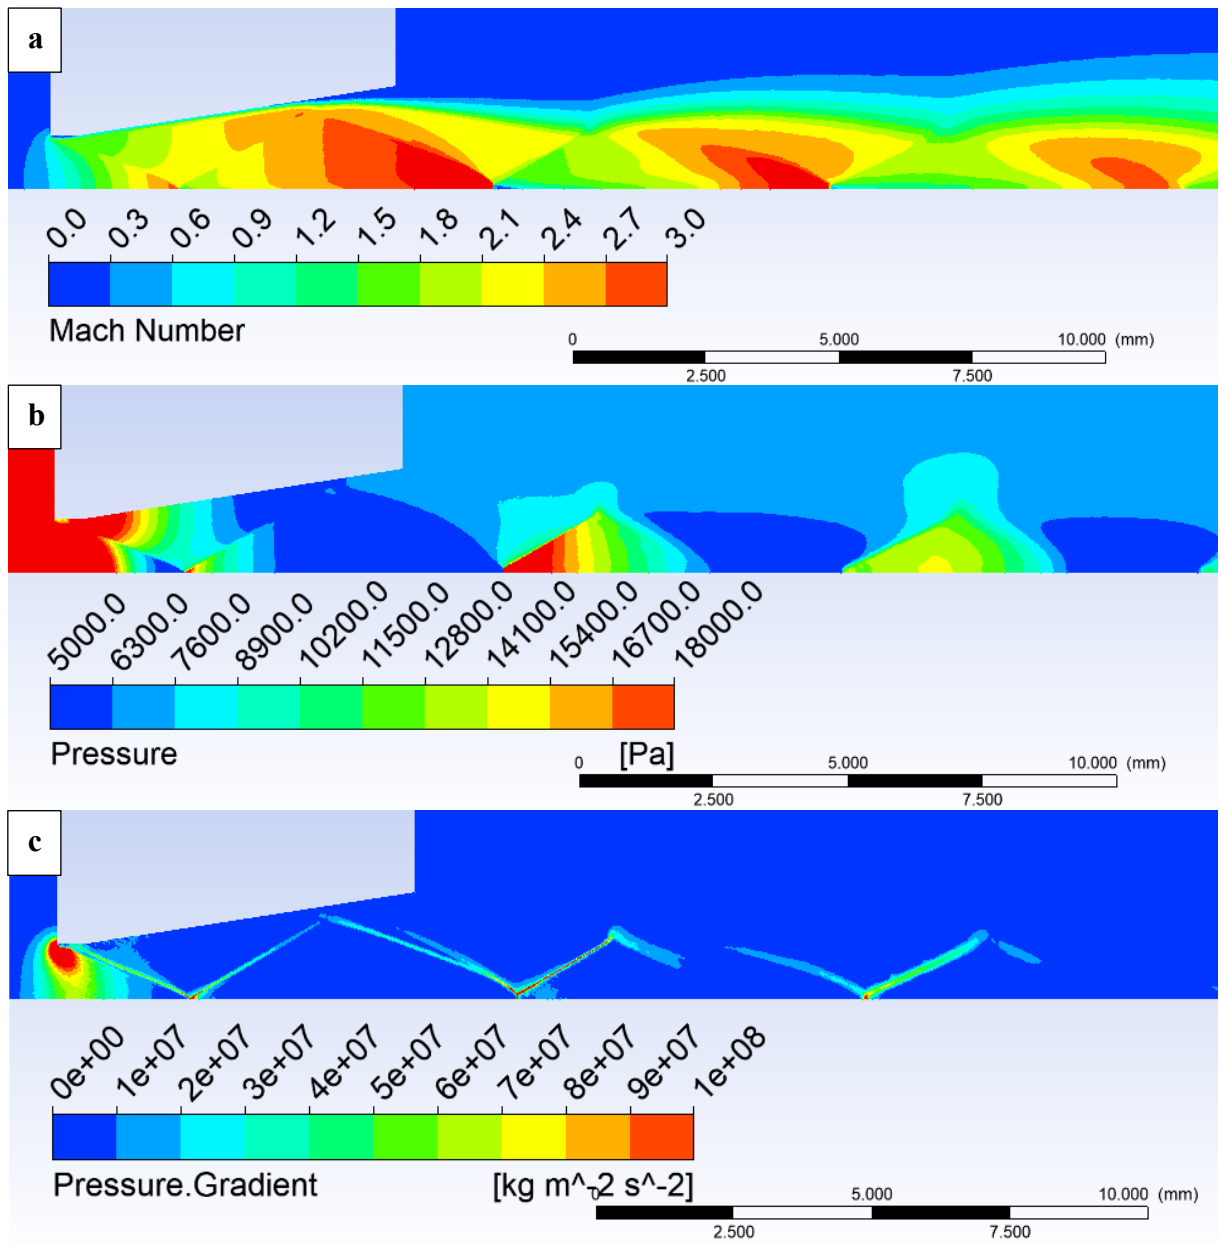 a
0.0 0.3 0.6 0.9 1.2 1.5 1.8 2.1 2.4 2.7 3.0
Mach Number
0 5.000 10.000 (mm)
2.500 7.500
b
5000.0 6300.0 7600.0 8900.0 10200.0 11500.0 12800.0 14100.0 15400.0 16700.0 18000.0
Pressure [Pa]
0 5.000 10.000 (mm)
2.500 7.500
c
0e+00 1e+07 2e+07 3e+07 4e+07 5e+07 6e+07 7e+07 8e+07 9e+07 1e+08
Pressure.Gradient [kg m^-2 s^-2]
0 5.000 10.000 (mm)
2.500 7.500